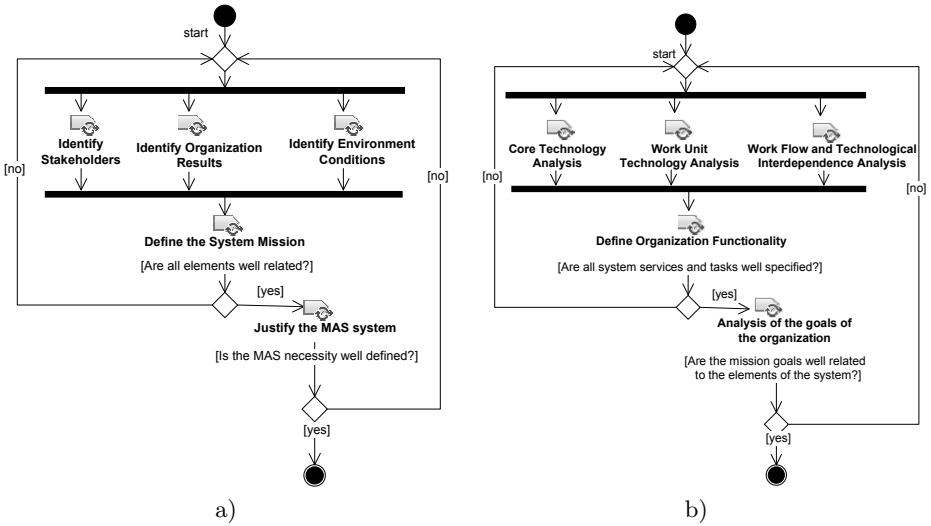 start
Identify
Stakeholders
Identify Organization
Results
Identify Environment
Conditions
[no]
[no]
Define the System Mission
[Are all elements well related?]
[yes]
Justify the MAS system
[Is the MAS necessity well defined?]
[yes]
a)
start
Core Technology
Analysis
Work Unit
Technology Analysis
Work Flow and Technological
Interdependence Analysis
[no]
[no]
Define Organization Functionality
[Are all system services and tasks well specified?]
[yes]
Analysis of the goals of
the organization
[Are the mission goals well related
to the elements of the system?]
[yes]
b)